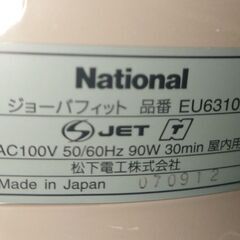 National
ジョーバフィット 品番 EU6310
S JET
AC100V 50/60Hz 90W 30min 屋内用
松下電工株式会社
Made in Japan 070912